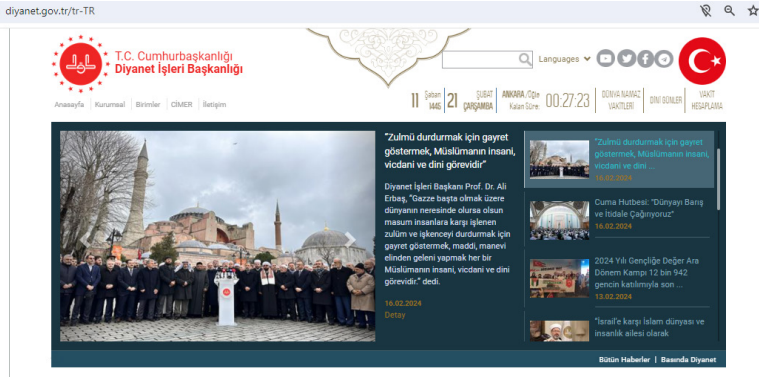 diyanet.gov.tr/tr-TR
T.C. Cumhurbaşkanlığı
Diyanet İşleri Başkanlığı
Languages
Anasayfa Kurumsal Birimler CİMER İletişim
11 Şaban 1445 21 ŞUBAT ÇARŞAMBA ANKARA /Öğle Kalan Süre: 00:27:23 DÜNYA NAMAZ VAKİTLERİ DİNİ GÜNLER VAKİT HESAPLAMA
"Zulmü durdurmak için gayret
göstermek, Müslümanın insani,
vicdani ve dini görevidir"
Diyanet İşleri Başkanı Prof. Dr. Ali
Erbaş, "Gazze başta olmak üzere
dünyanın neresinde olursa olsun
masum insanlara karşı işlenen
zulüm ve işkenceyi durdurmak için
gayret göstermek, maddi, manevi
elinden geleni yapmak her bir
Müslümanın insani, vicdani ve dini
görevidir." dedi.
16.02.2024
Detay
"Zulmü durdurmak için gayret
göstermek, Müslümanın insani,
vicdani ve dini ...
16.02.2024
Cuma Hutbesi: "Dünyayı Barış
ve İtidale Çağırıyoruz"
16.02.2024
2024 Yılı Gençliğe Değer Ara
Dönem Kampı 12 bin 942
gencin katılımıyla son ...
13.02.2024
"İsrail'e karşı İslam dünyası ve
insanlık ailesi olarak
Bütün Haberler | Basında Diyanet